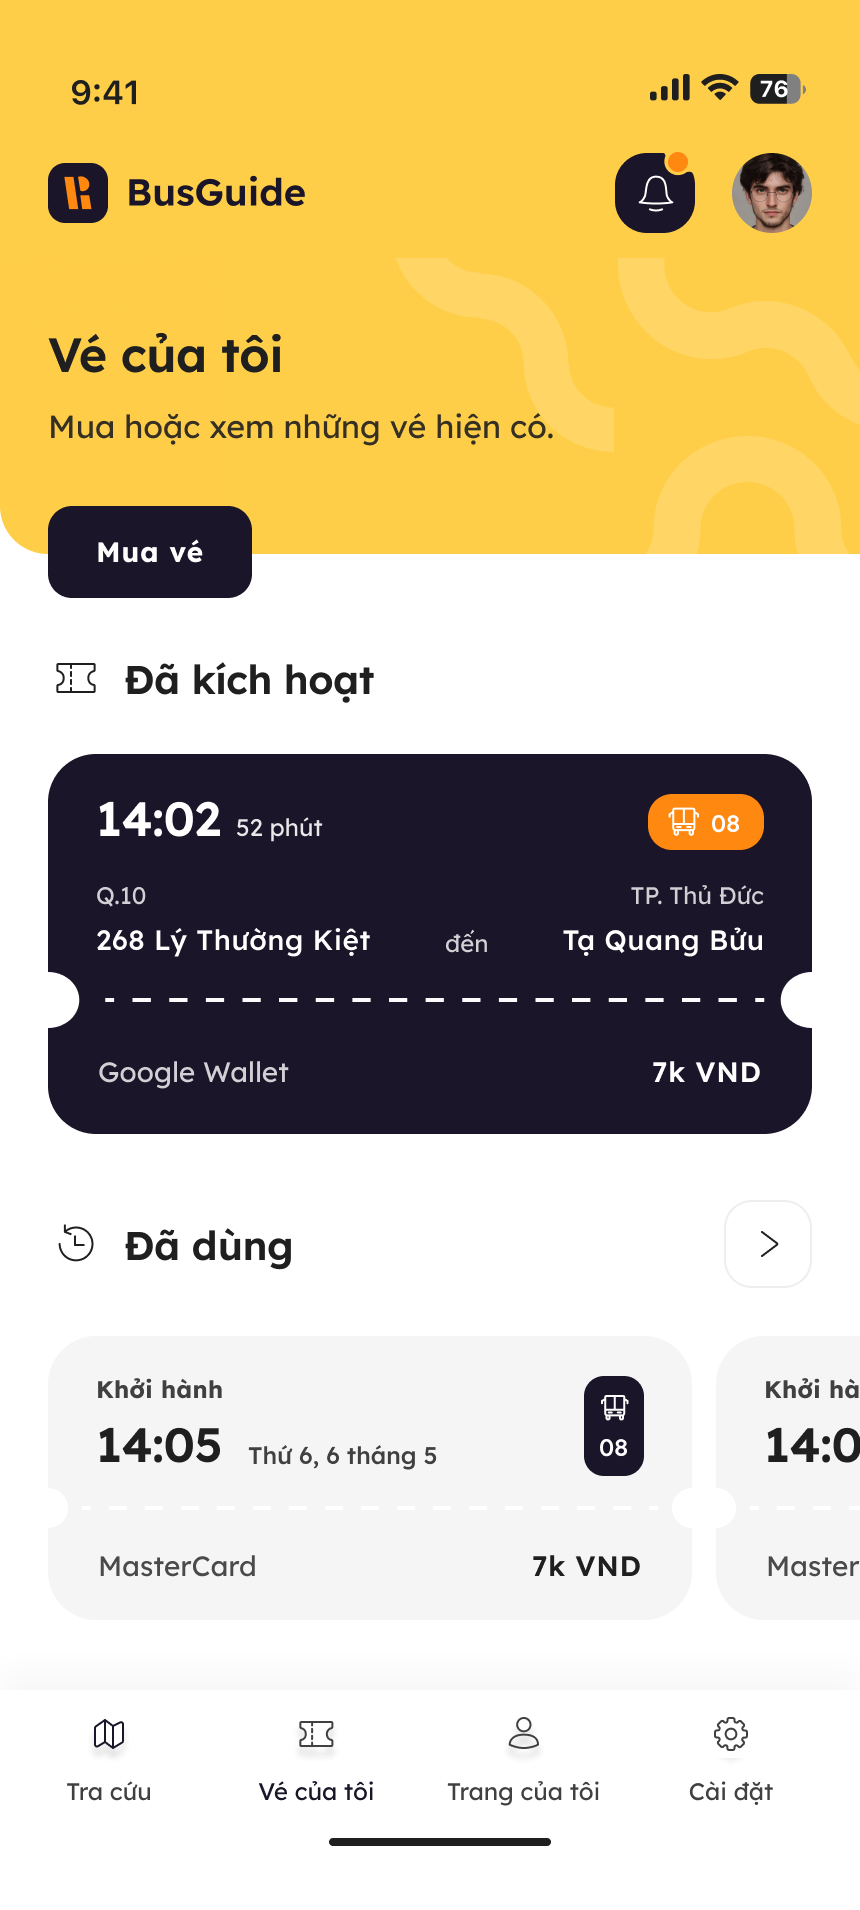 9:41
76
BusGuide
Vé của tôi
Mua hoặc xem những vé hiện có.
Mua vé
Đã kích hoạt
14:02 52 phút
08
Q.10 TP. Thủ Đức
268 Lý Thường Kiệt đến Tạ Quang Bửu
Google Wallet 7k VND
Đã dùng
Khởi hành
14:05 Thứ 6, 6 tháng 5
08
MasterCard 7k VND
Khởi hà
14:0
Master
Tra cứu
Vé của tôi
Trang của tôi
Cài đặt